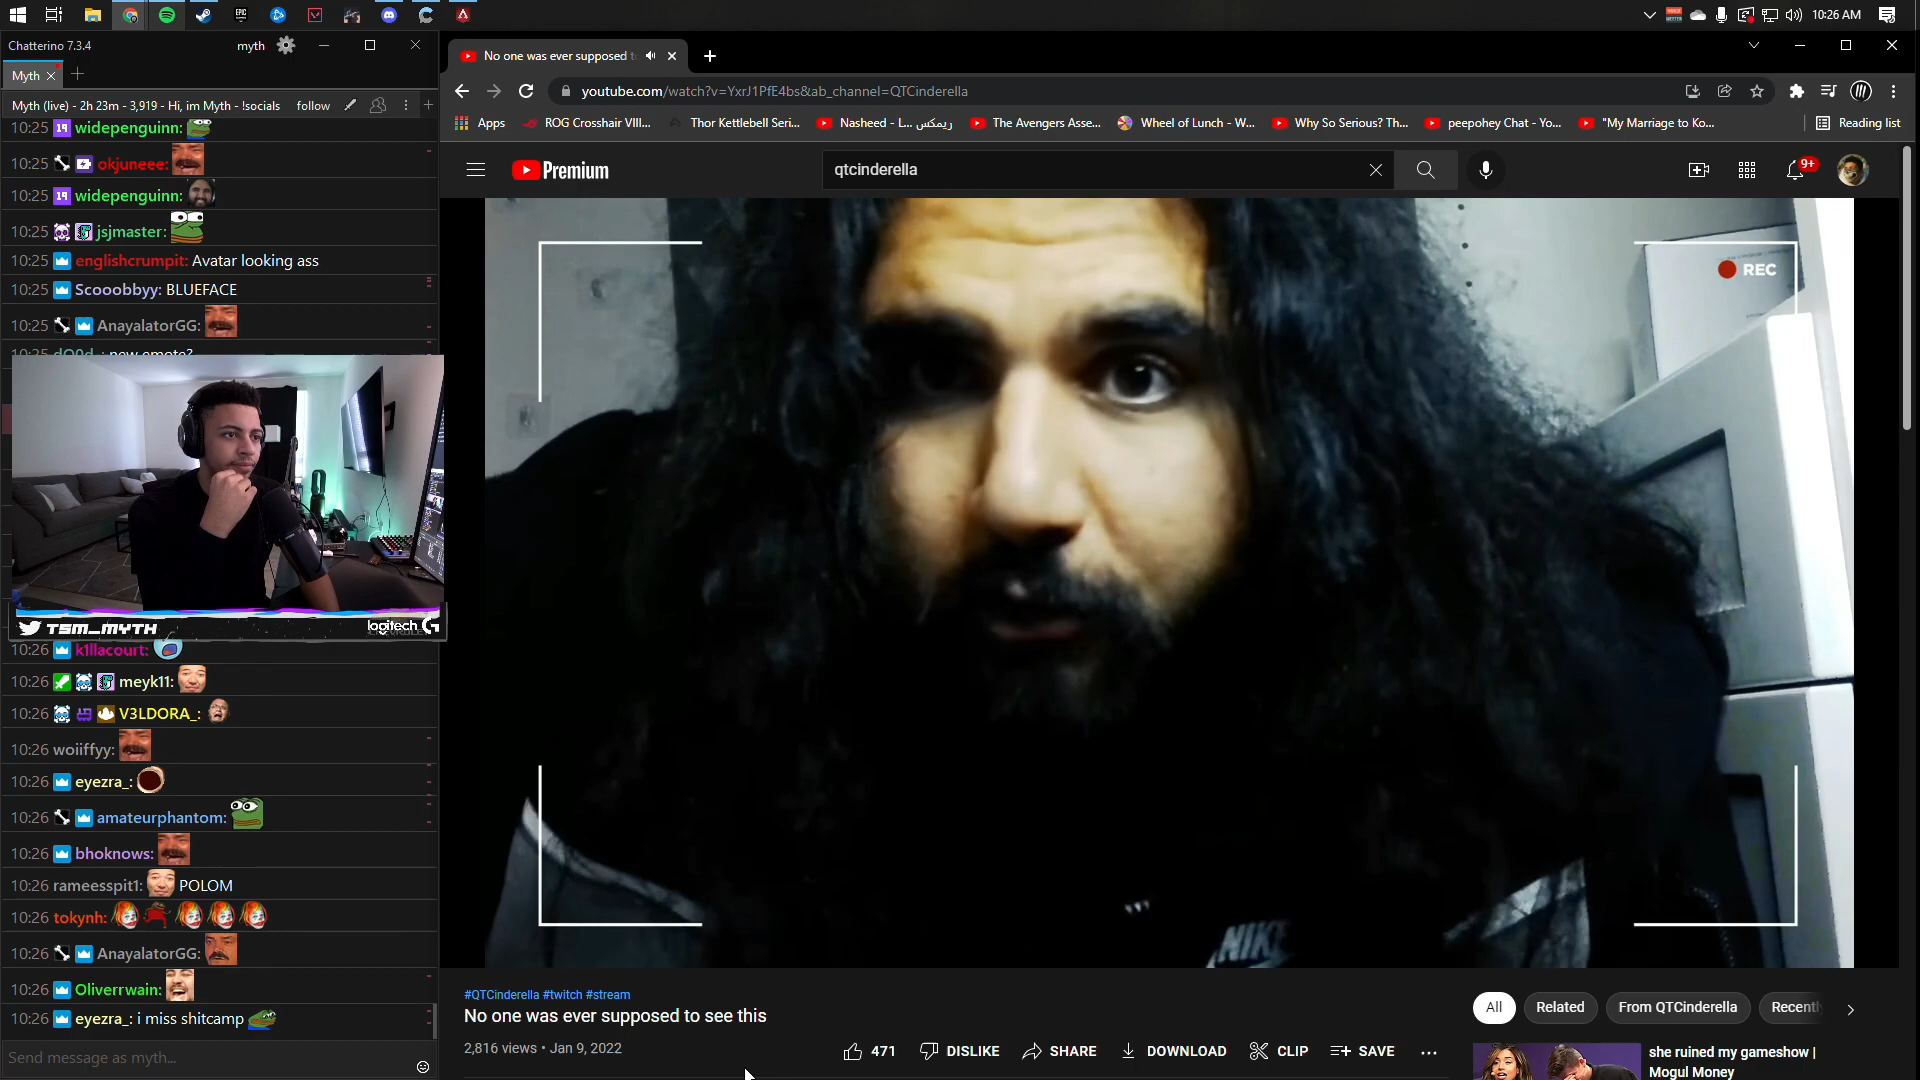 10:26 AM
Chatterino 7.3.4
myth
Myth
Myth (live) - 2h 23m - 3,919 - Hi, im Myth - !socials
follow
10:25 widepenguinn:
10:25 okjuneee:
10:25 widepenguinn:
10:25 jsjmaster:
10:25 englishcrumpit: Avatar looking ass
10:25 Scooobbyy: BLUEFACE
10:25 AnayalatorGG:
new emote?
TSM_MYTH
logitech G
10:26 k1llacourt:
10:26 meyk11:
10:26 V3LDORA_:
10:26 woiiffyy:
10:26 eyezra_:
10:26 amateurphantom:
10:26 bhoknows:
10:26 rameesspit1: POLOM
10:26 tokynh:
10:26 AnayalatorGG:
10:26 Oliverrwain:
10:26 eyezra_: i miss shitcamp
Send message as myth...
No one was ever supposed t
youtube.com/watch?v=YxrJ1PfE4bs&ab_channel=QTCinderella
Apps
ROG Crosshair VIII...
Thor Kettlebell Seri...
Nasheed - L... ريمكس
The Avengers Asse...
Wheel of Lunch - W...
Why So Serious? Th...
peepohey Chat - Yo...
"My Marriage to Ko...
Reading list
Premium
qtcinderella
9+
REC
NIKE
#QTCinderella #twitch #stream
No one was ever supposed to see this
2,816 views • Jan 9, 2022
471
DISLIKE
SHARE
DOWNLOAD
CLIP
SAVE
All
Related
From QTCinderella
Recentl
she ruined my gameshow |
Mogul Money